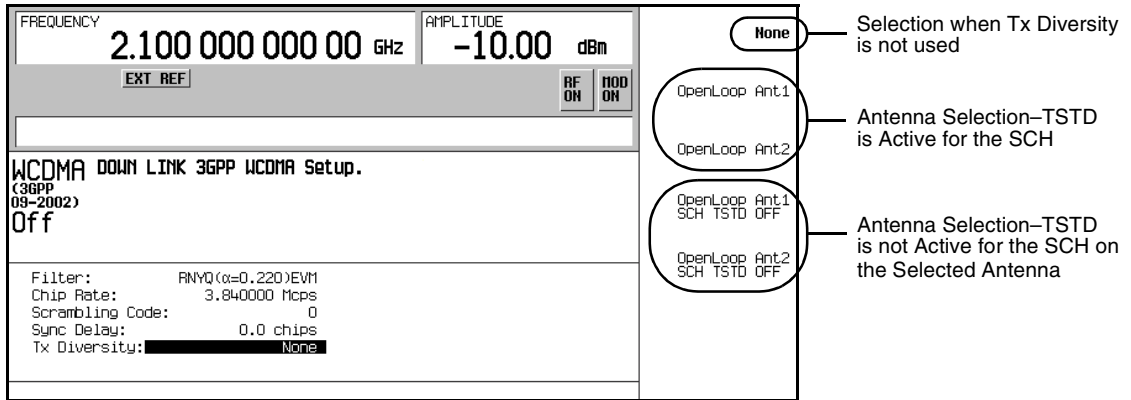 FREQUENCY
2.100 000 000 00 GHz
AMPLITUDE
-10.00 dBm
EXT REF
RF ON
MOD ON
WCDMA DOWN LINK 3GPP WCDMA Setup.
(3GPP
09-2002)
Off
Filter: RNYQ(α=0.220)EVM
Chip Rate: 3.840000 Mcps
Scrambling Code: 0
Sync Delay: 0.0 chips
Tx Diversity: None
None
OpenLoop Ant1
OpenLoop Ant2
OpenLoop Ant1
SCH TSTD OFF
OpenLoop Ant2
SCH TSTD OFF
Selection when Tx Diversity
is not used
Antenna Selection–TSTD
is Active for the SCH
Antenna Selection–TSTD
is not Active for the SCH on
the Selected Antenna